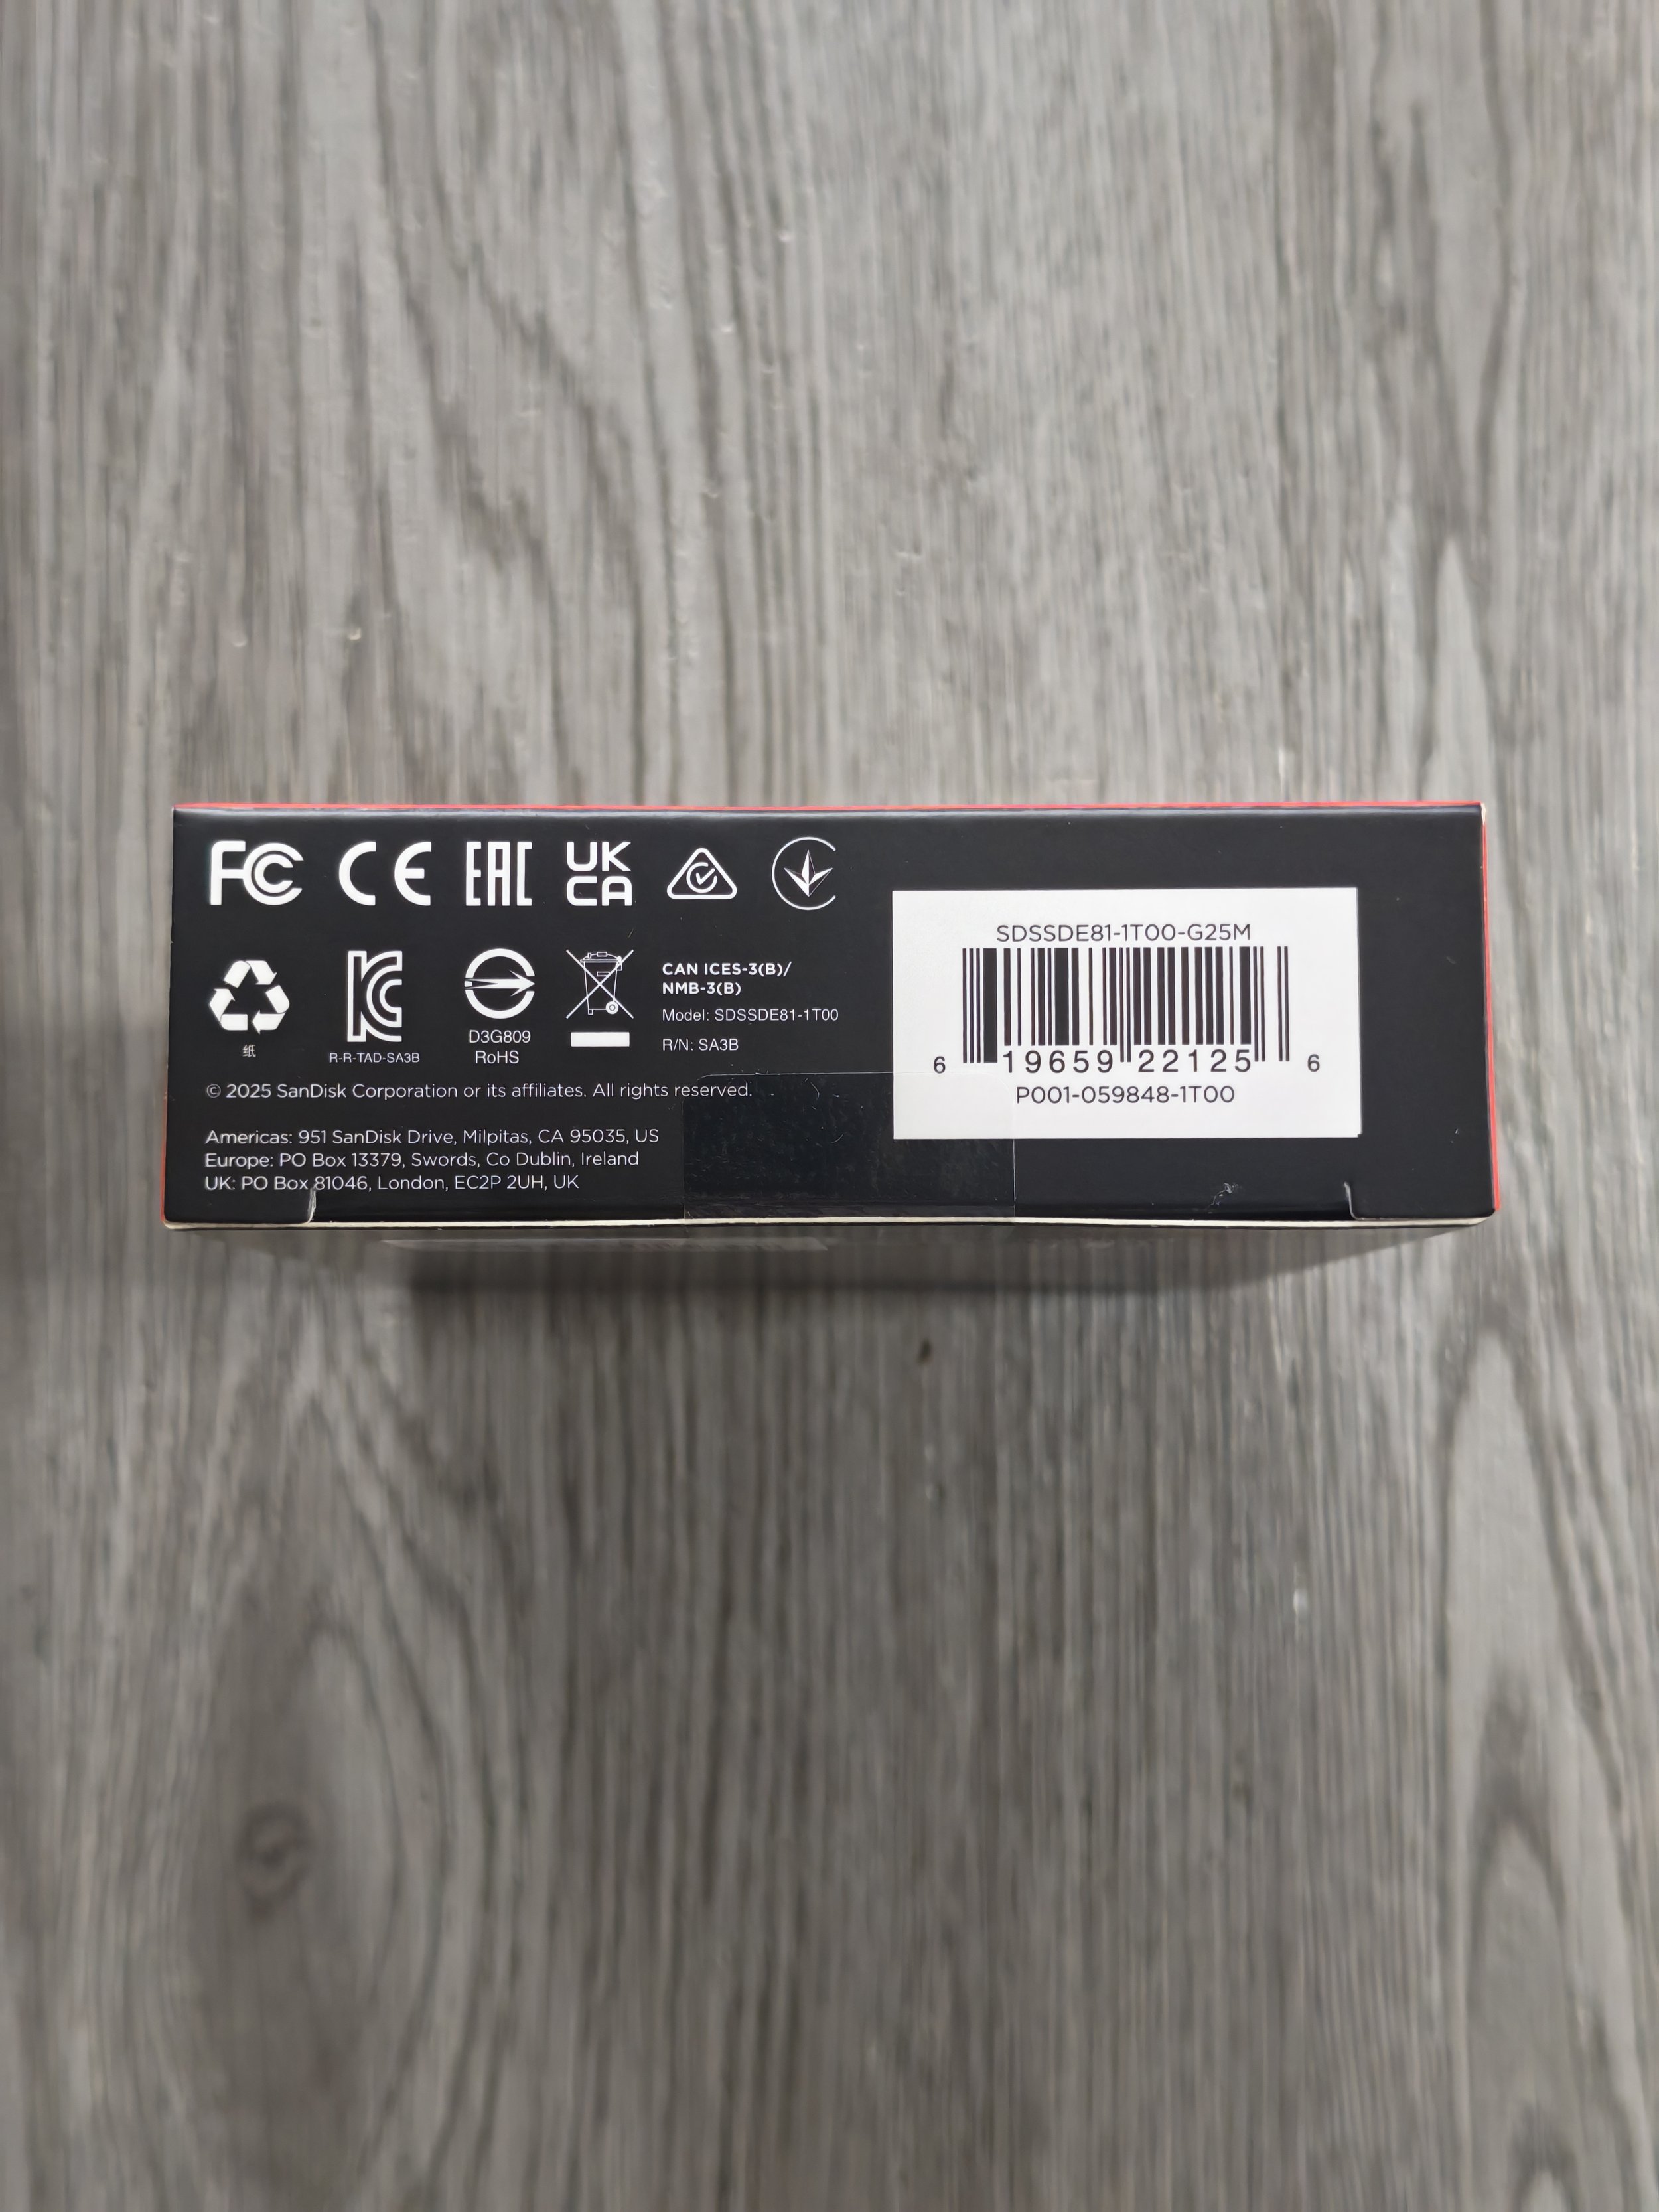 FC CE EAC UK
CA
纸
R-R-TAD-SA3B
D3G809
RoHS
CAN ICES-3(B)/
NMB-3(B)
Model: SDSSDE81-1T00
R/N: SA3B
© 2025 SanDisk Corporation or its affiliates. All rights reserved.
Americas: 951 SanDisk Drive, Milpitas, CA 95035, US
Europe: PO Box 13379, Swords, Co Dublin, Ireland
UK: PO Box 81046, London, EC2P 2UH, UK
SDSSDE81-1T00-G25M
6 19659 22125 6
P001-059848-1T00